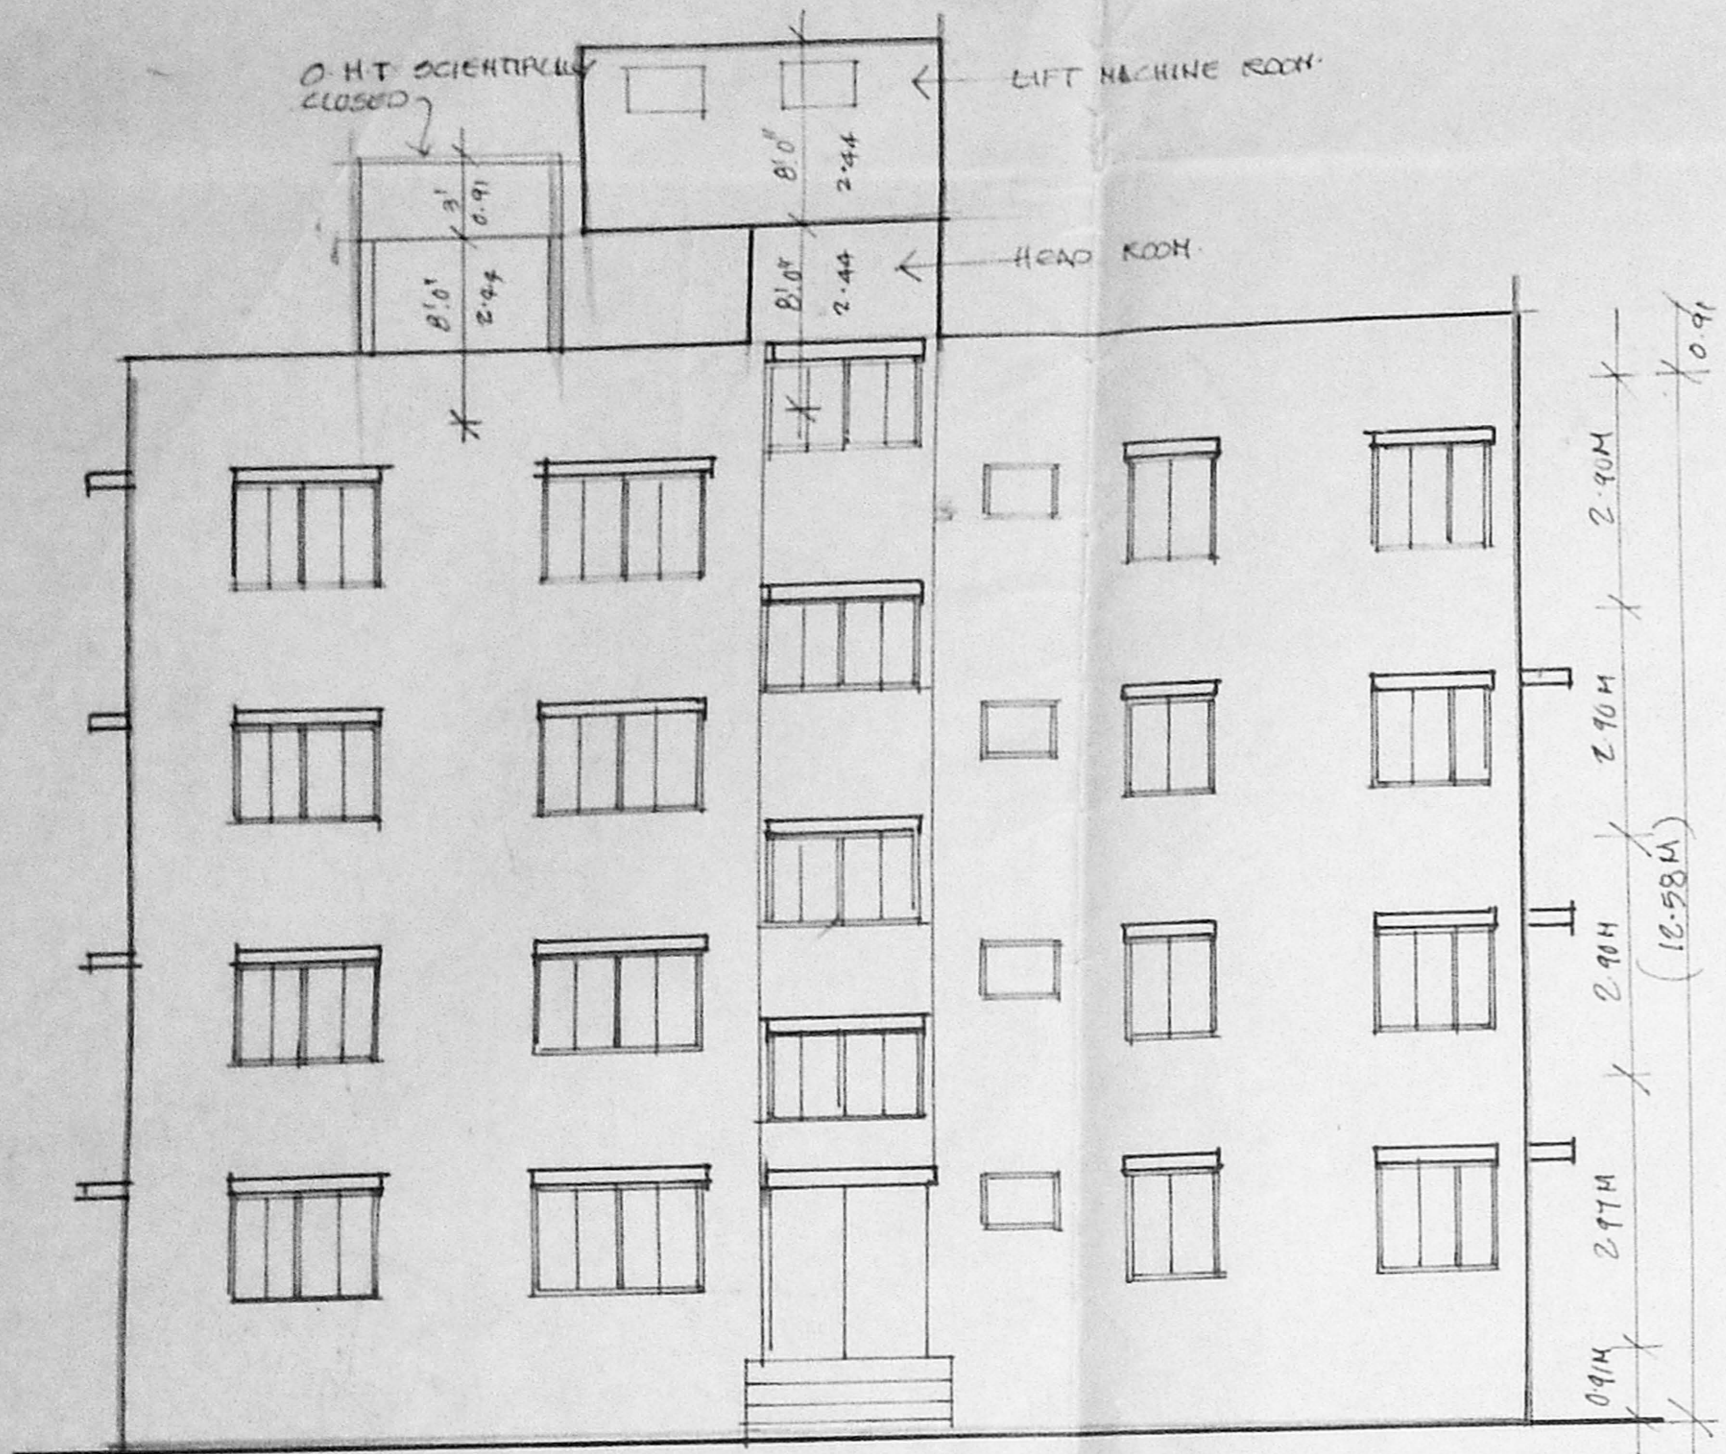 O.H.T SCIENTIFICALLY
CLOSED
LIFT MACHINE ROOM.
8'.0"
2.44
3'
0.91
HEAD ROOM.
8'.0"
2.44
8'.0"
2.44
0.91
2.90M
2.90M
2.90M
(12.58M)
2.97M
0.91M